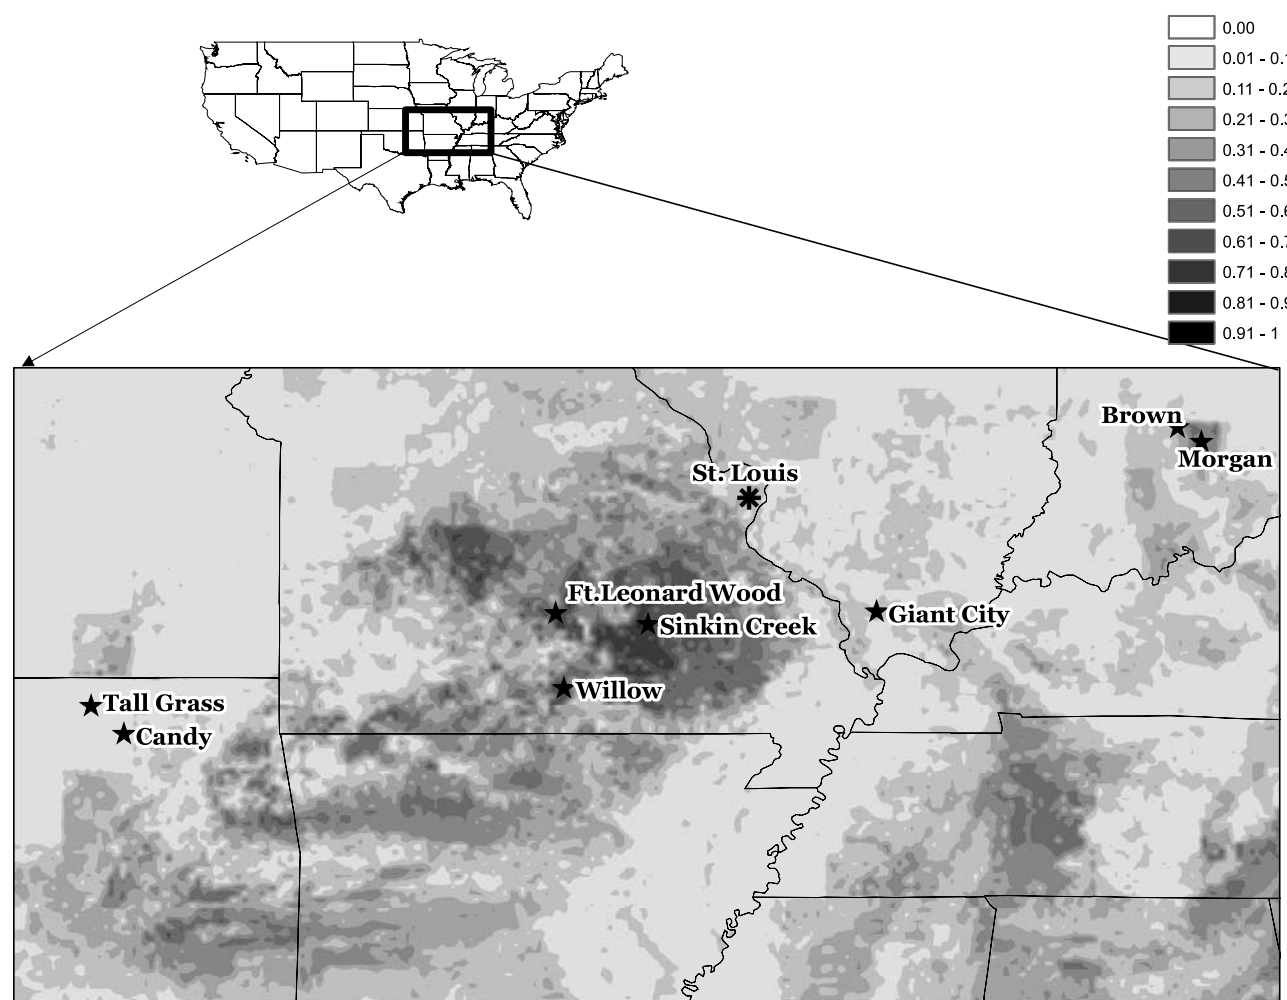 0.00
0.01 - 0.1
0.11 - 0.2
0.21 - 0.3
0.31 - 0.4
0.41 - 0.5
0.51 - 0.6
0.61 - 0.7
0.71 - 0.8
0.81 - 0.9
0.91 - 1
Brown
Morgan
St. Louis
Ft.Leonard Wood
Giant City
Sinkin Creek
Willow
Tall Grass
Candy